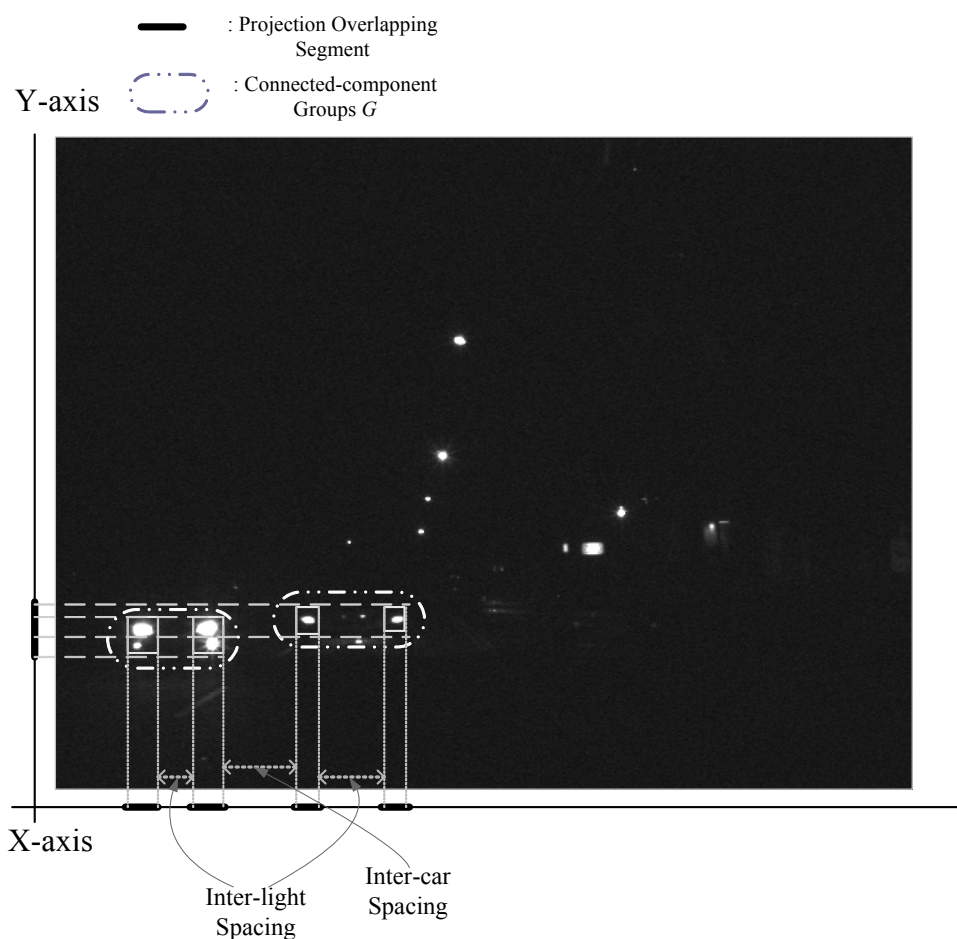 : Projection Overlapping
Segment
: Connected-component
Groups G
Y-axis
X-axis
Inter-light
Spacing
Inter-car
Spacing